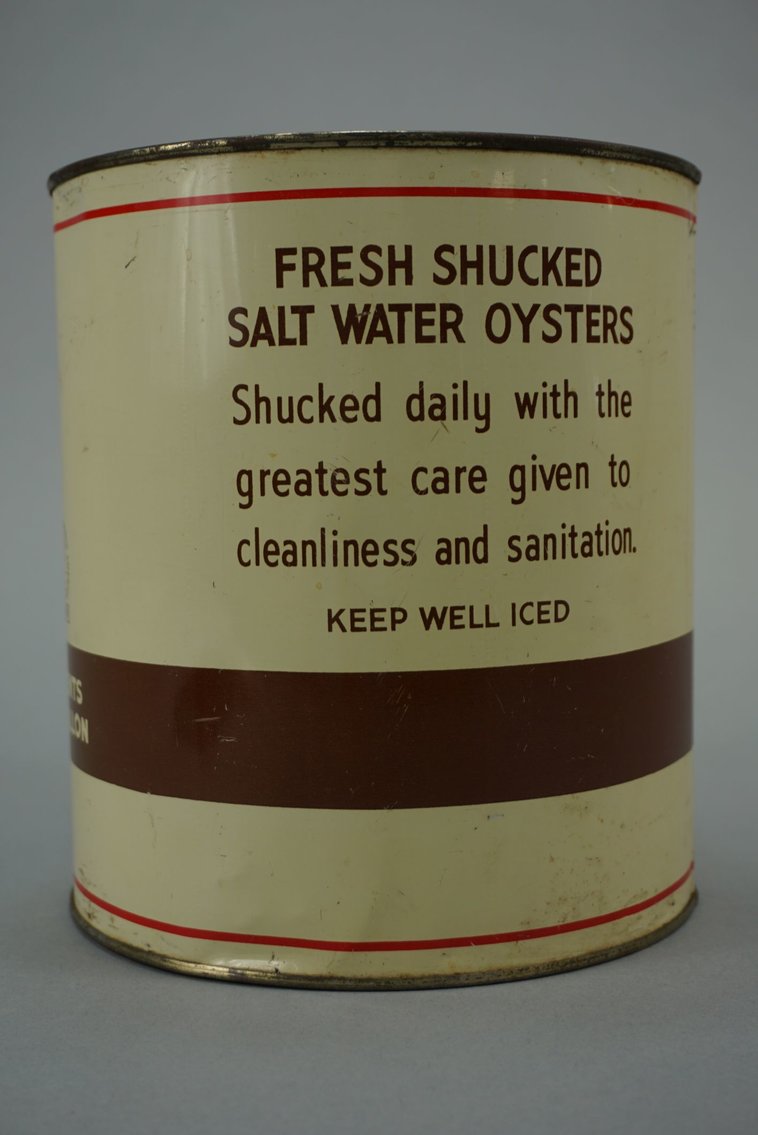 FRESH SHUCKED
SALT WATER OYSTERS
Shucked daily with the
greatest care given to
cleanliness and sanitation.
KEEP WELL ICED